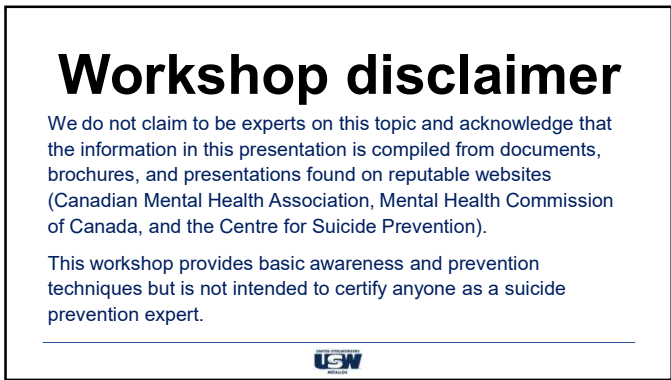 Workshop disclaimer
We do not claim to be experts on this topic and acknowledge that
the information in this presentation is compiled from documents,
brochures, and presentations found on reputable websites
(Canadian Mental Health Association, Mental Health Commission
of Canada, and the Centre for Suicide Prevention).
This workshop provides basic awareness and prevention
techniques but is not intended to certify anyone as a suicide
prevention expert.
UNITED STEELWORKERS
USW
METALLOS